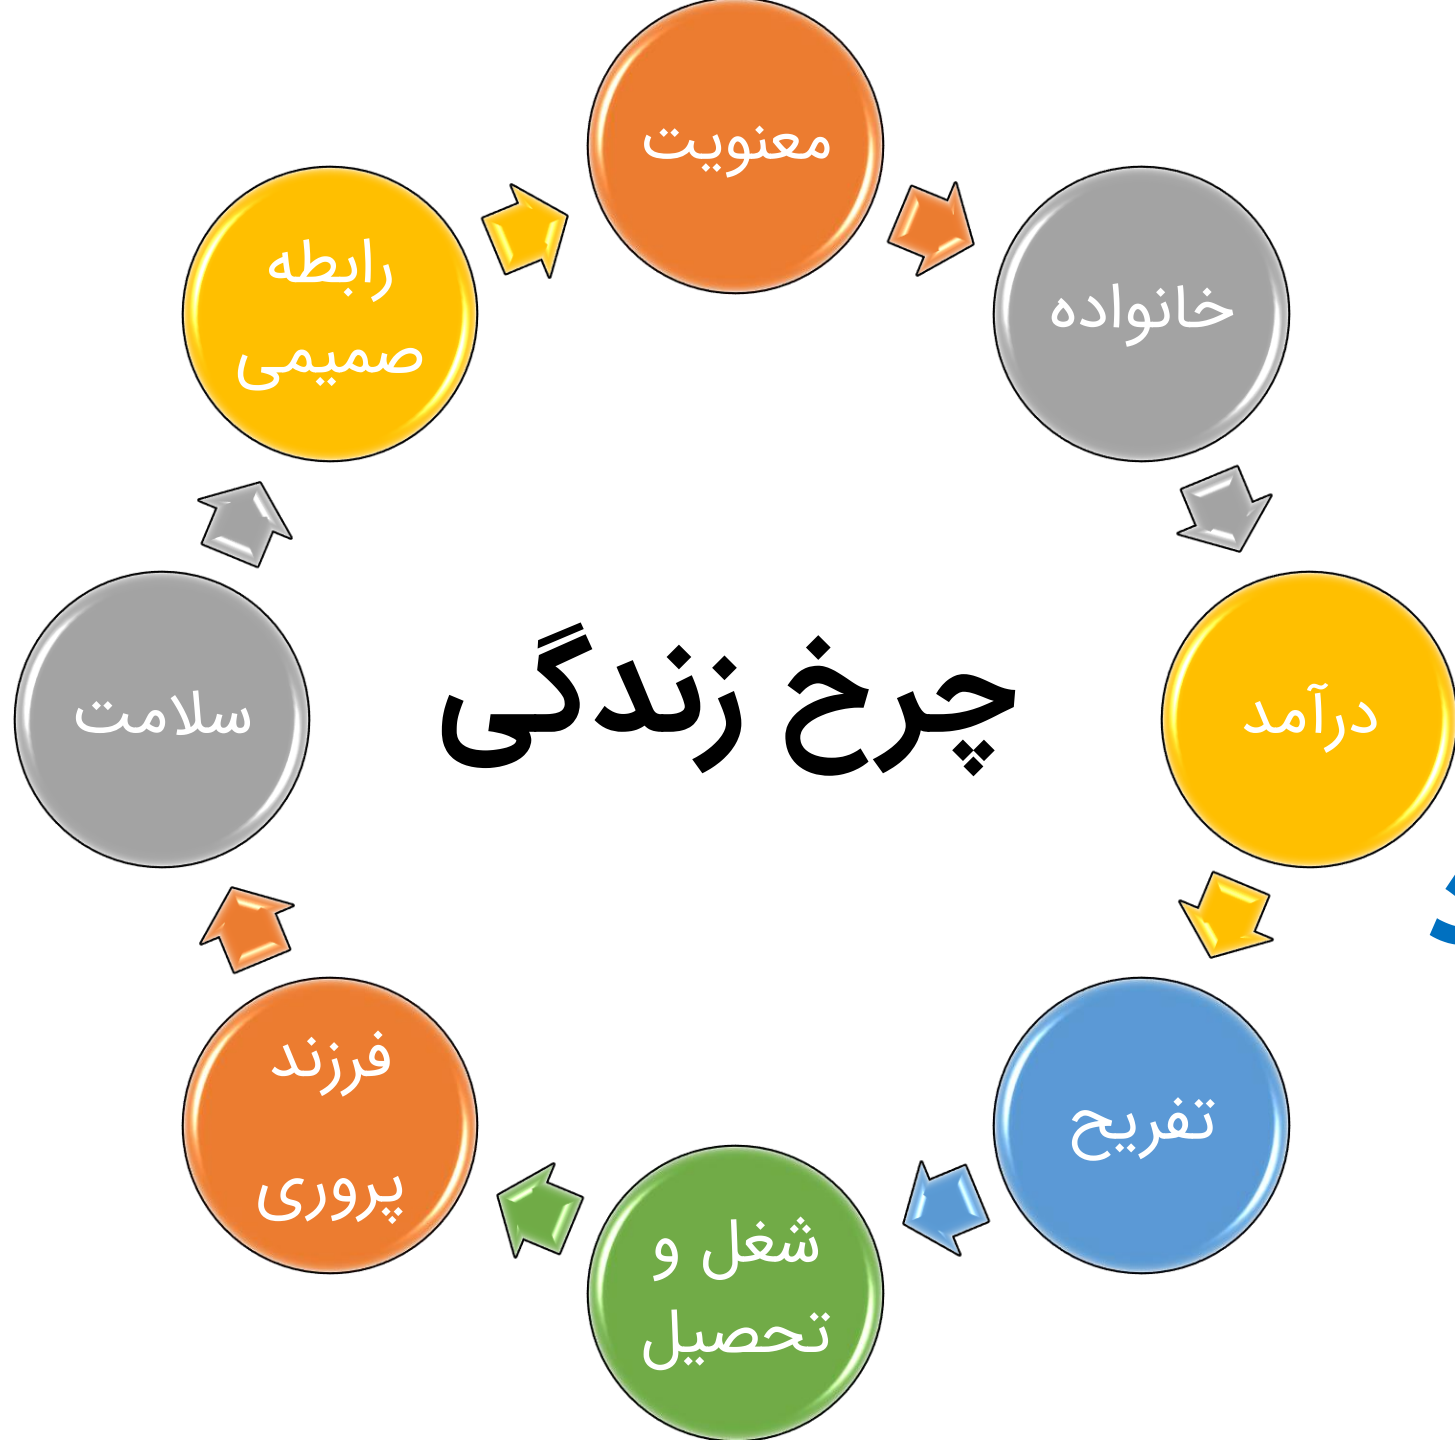 معنویت
خانواده
درآمد
تفریح
شغل و
تحصیل
فرزند
پروری
سلامت
رابطه
صمیمی
چرخ زندگی